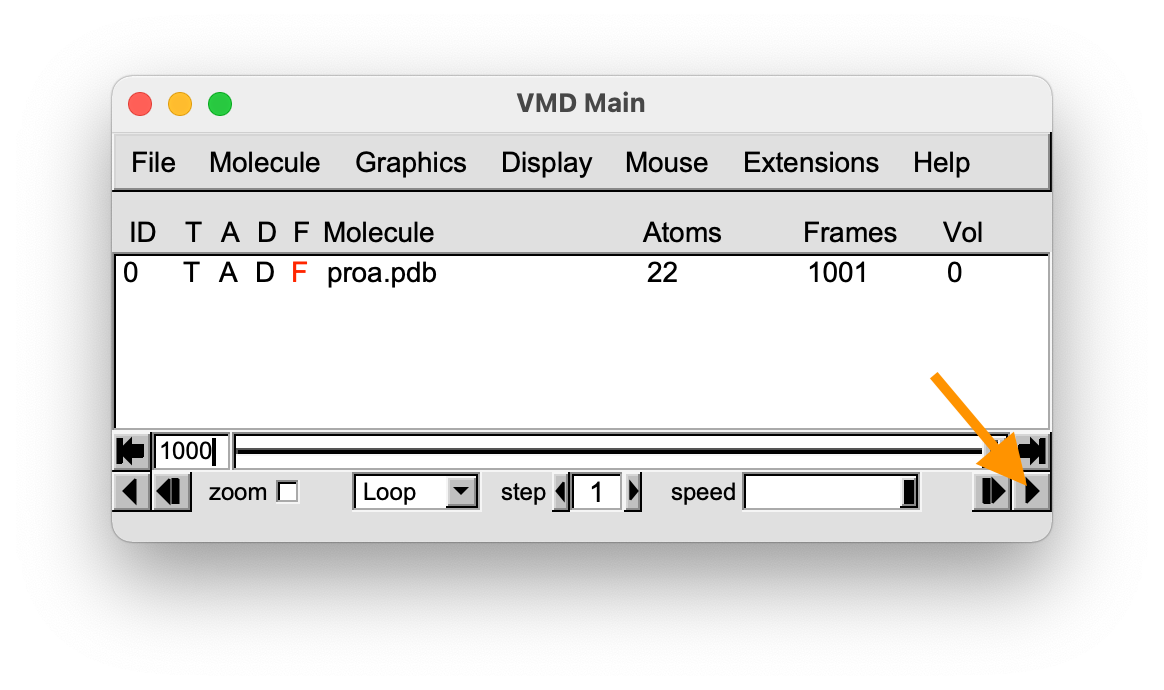 VMD Main
File Molecule Graphics Display Mouse Extensions Help
ID T A D F Molecule Atoms Frames Vol
0 T A D F proa.pdb 22 1001 0
1000
zoom Loop step 1 speed